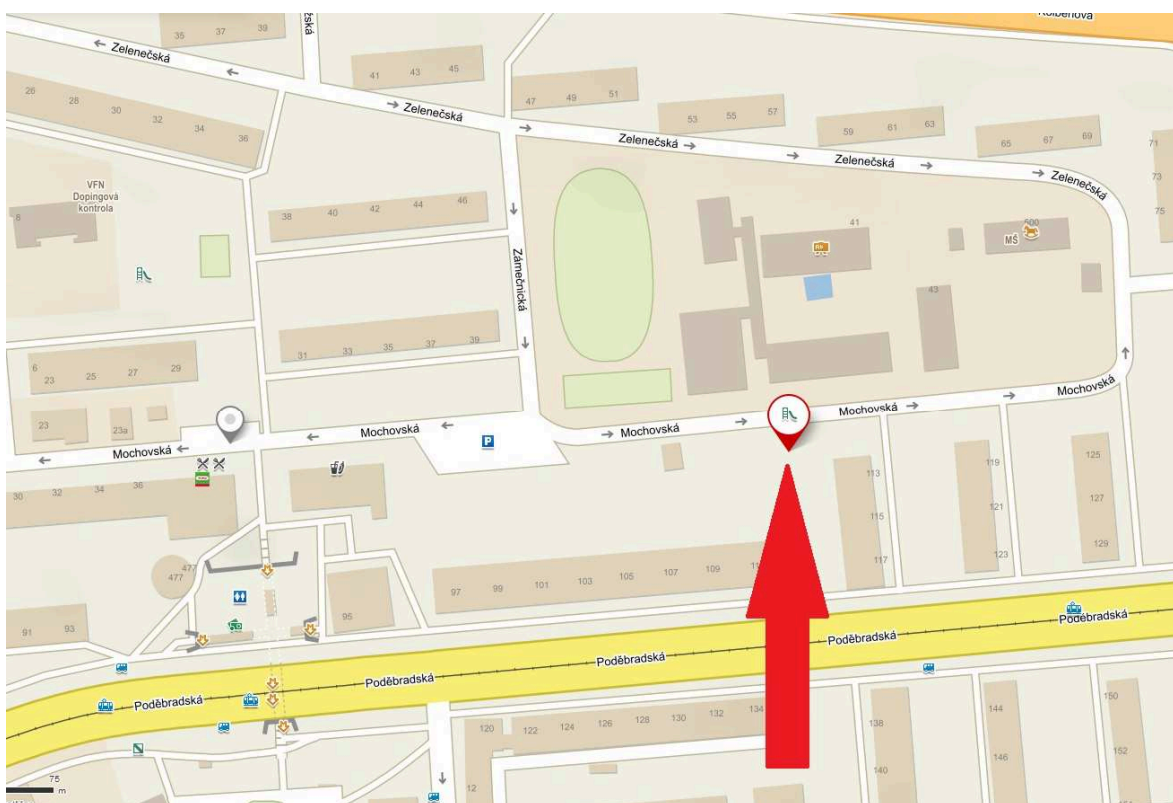 Kolbenova
35 37 39
Zelenečská
41 43 45
26 28 30 32 34 36
Zelenečská
47 49 51
53 55 57
59 61 63
65 67 69
71
73
75
Zelenečská
Zelenečská
Zelenečská
VFN
Dopingová
kontrola
8
38 40 42 44 46
Zámečnická
41
500
MŠ
43
31 33 35 37 39
6
23 25 27 29
23 23a
Mochovská
Mochovská
Mochovská
Mochovská
Mochovská
P
30 32 34 36
113
115
117
119
121
123
125
127
129
477
477
97 99 101 103 105 107 109
95
91 93
Poděbradská
Poděbradská
Poděbradská
Poděbradská
Poděbradská
120 122 124 126 128 130 132 134
138
140
144
146
150
152
12
75
m